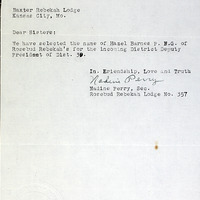 Baxter Rebekah Lodge
Kansas City, Mo.
Dear Sisters:
We have selected the name of Hazel Barnes p. N.G. of
Rosebud Rebekah's for the incoming District Deputy
President of Dist. 39.
In Friendship, Love and Truth
Nadine Perry
Nadine Perry, Sec.
Rosebud Rebekah Lodge No. 357